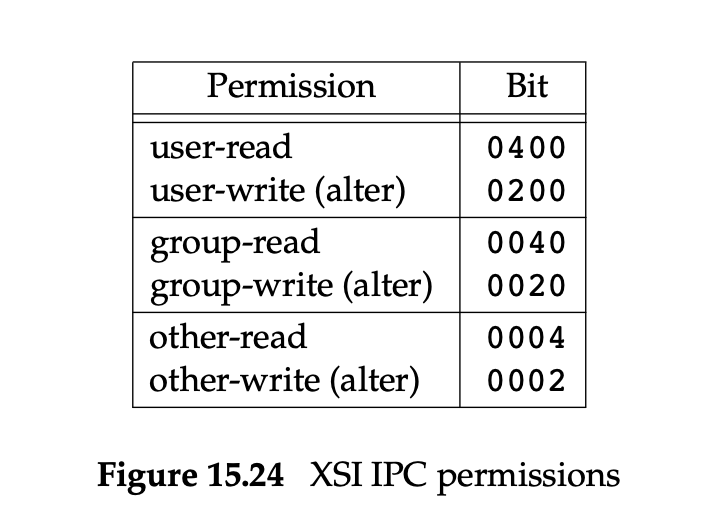 Permission Bit
user-read 0400
user-write (alter) 0200
group-read 0040
group-write (alter) 0020
other-read 0004
other-write (alter) 0002
Figure 15.24 XSI IPC permissions